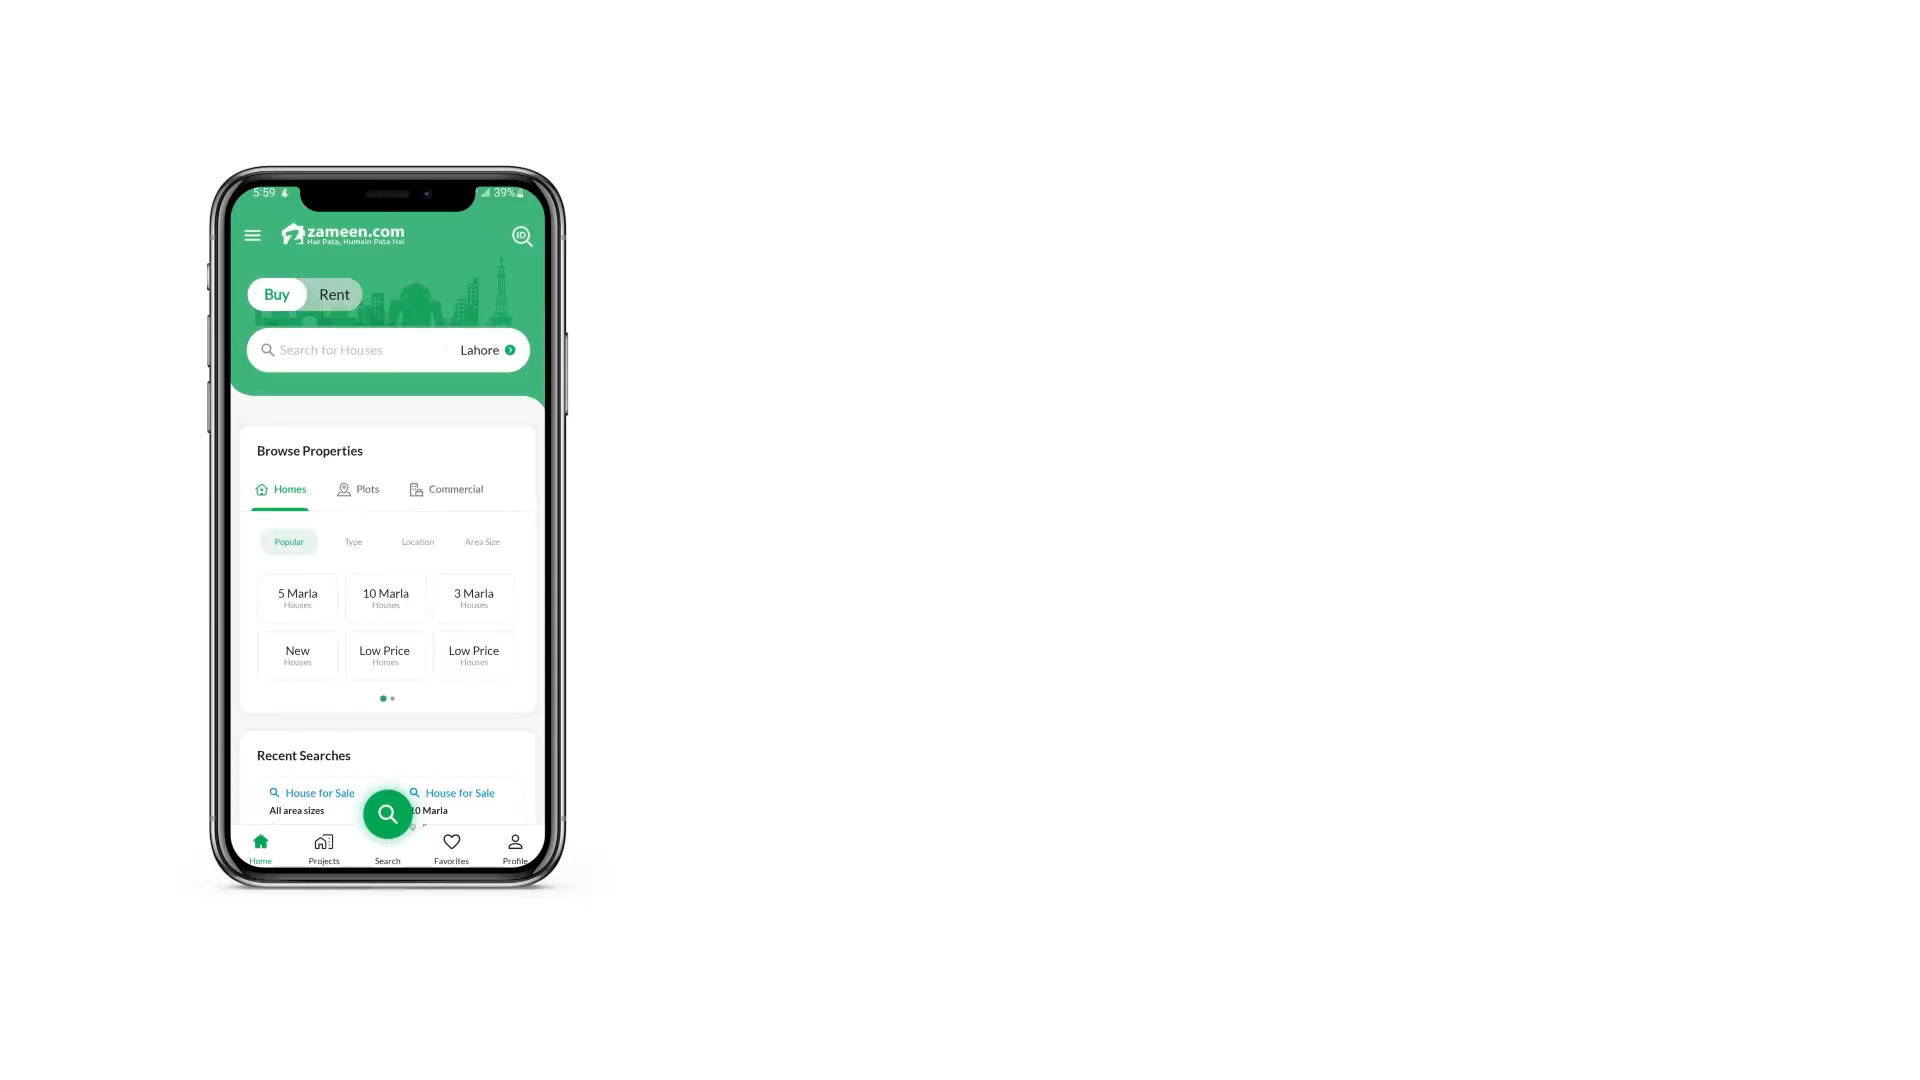 5:59
39%
zameen.com
Har Pata, Humain Pata Hai
ID
Buy Rent
Search for Houses Lahore
Browse Properties
Homes Plots Commercial
Popular Type Location Area Size
5 Marla 10 Marla 3 Marla
Houses Houses Houses
New Low Price Low Price
Houses Homes Houses
Recent Searches
House for Sale House for Sale
All area sizes 10 Marla
Home Projects Search Favorites Profile